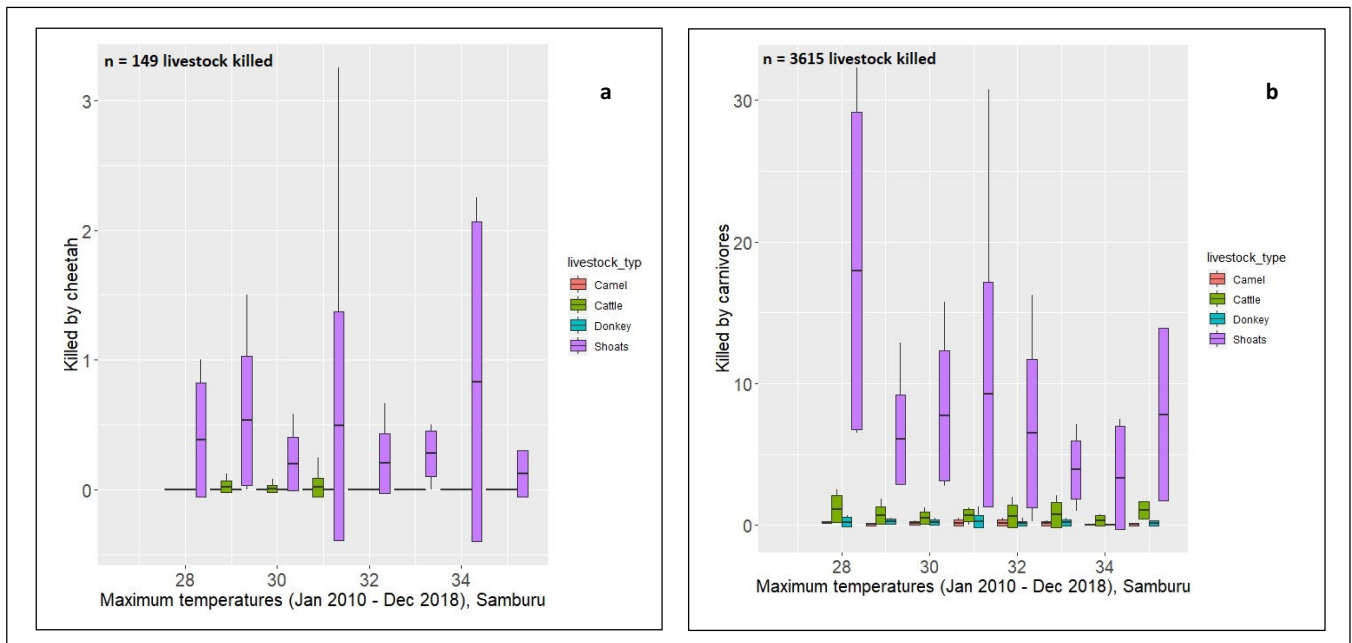 n = 149 livestock killed
a
3
2
1
0
Killed by cheetah
28 30 32 34
Maximum temperatures (Jan 2010 - Dec 2018), Samburu
livestock_typ
Camel
Cattle
Donkey
Shoats
n = 3615 livestock killed
b
30
20
10
0
Killed by carnivores
28 30 32 34
Maximum temperatures (Jan 2010 - Dec 2018), Samburu
livestock_type
Camel
Cattle
Donkey
Shoats